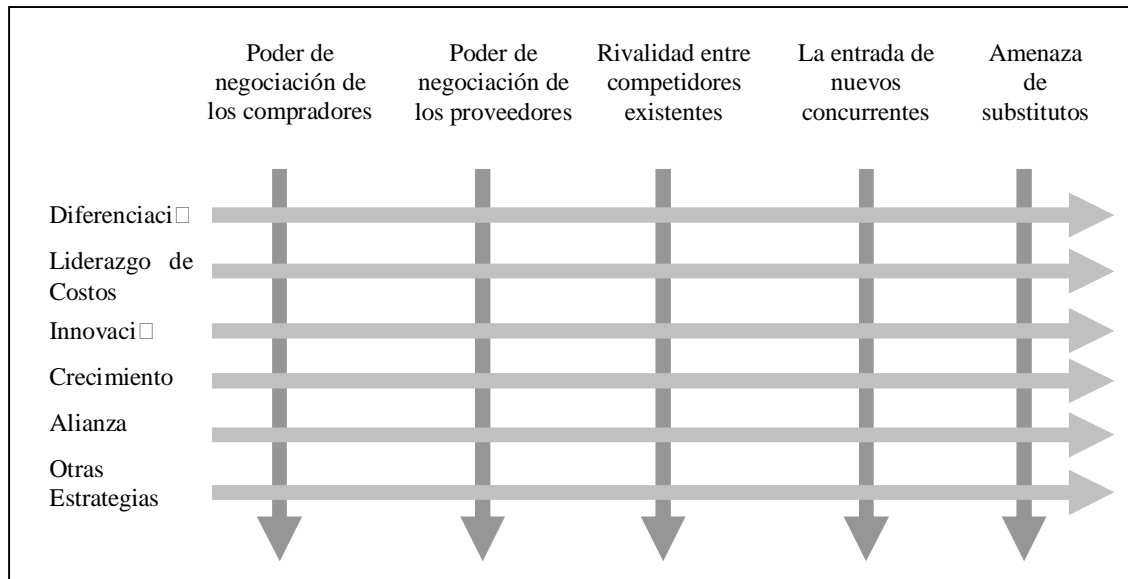 Poder de
negociación de
los compradores
Poder de
negociación de
los proveedores
Rivalidad entre
competidores
existentes
La entrada de
nuevos
concurrentes
Amenaza
de
substitutos
Diferenciaci□
Liderazgo de
Costos
Innovaci□
Crecimiento
Alianza
Otras
Estrategias